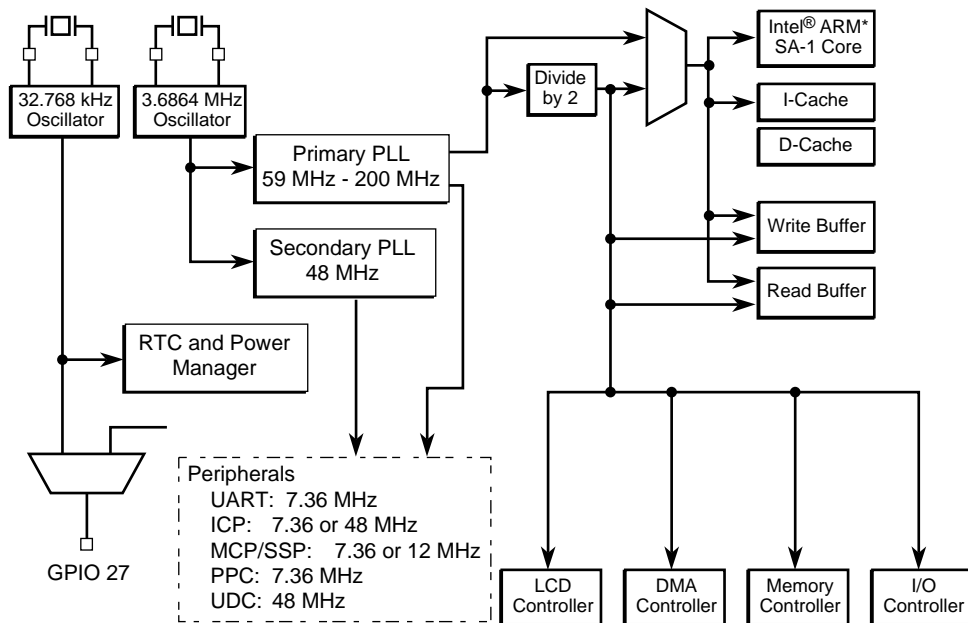 32.768 kHz
Oscillator
3.6864 MHz
Oscillator
Divide
by 2
Intel® ARM*
SA-1 Core
I-Cache
D-Cache
Primary PLL
59 MHz - 200 MHz
Write Buffer
Secondary PLL
48 MHz
Read Buffer
RTC and Power
Manager
Peripherals
UART: 7.36 MHz
ICP: 7.36 or 48 MHz
MCP/SSP: 7.36 or 12 MHz
PPC: 7.36 MHz
UDC: 48 MHz
GPIO 27
LCD
Controller
DMA
Controller
Memory
Controller
I/O
Controller